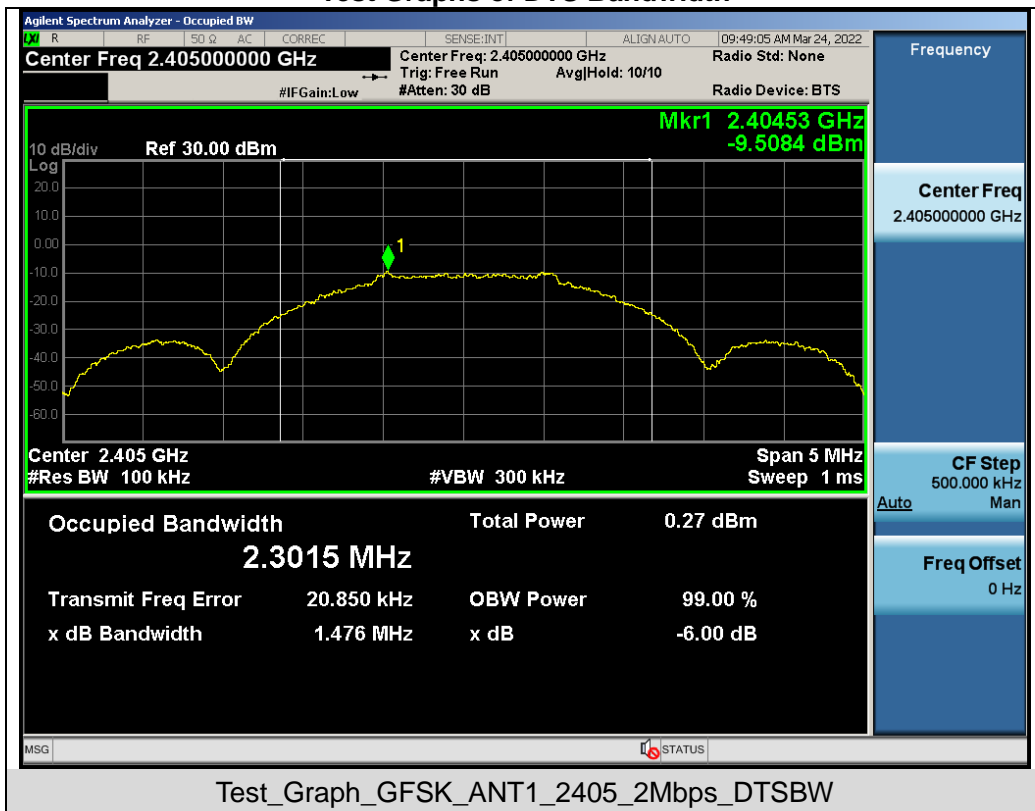 Agilent Spectrum Analyzer - Occupied BW
LXI R RF 50 Ω AC CORREC SENSE:INT ALIGN AUTO 09:49:05 AM Mar 24, 2022
Center Freq 2.405000000 GHz
Center Freq: 2.405000000 GHz
Radio Std: None
Trig: Free Run Avg|Hold: 10/10
#IFGain:Low
#Atten: 30 dB
Radio Device: BTS
Frequency
Mkr1 2.40453 GHz
-9.5084 dBm
10 dB/div Ref 30.00 dBm
Log
20.0
10.0
0.00
-10.0
-20.0
-30.0
-40.0
-50.0
-60.0
1
Center 2.405 GHz Span 5 MHz
#Res BW 100 kHz #VBW 300 kHz Sweep 1 ms
Center Freq
2.405000000 GHz
CF Step
500.000 kHz
Auto Man
Freq Offset
0 Hz
Occupied Bandwidth Total Power 0.27 dBm
2.3015 MHz
Transmit Freq Error 20.850 kHz OBW Power 99.00 %
x dB Bandwidth 1.476 MHz x dB -6.00 dB
MSG STATUS
Test_Graph_GFSK_ANT1_2405_2Mbps_DTSBW